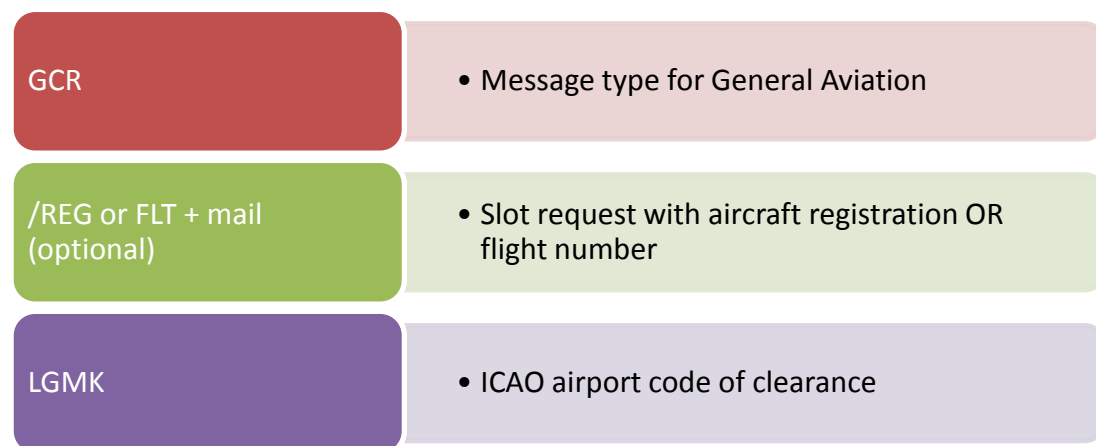 GCR
• Message type for General Aviation
/REG or FLT + mail
(optional)
• Slot request with aircraft registration OR
flight number
LGMK
• ICAO airport code of clearance